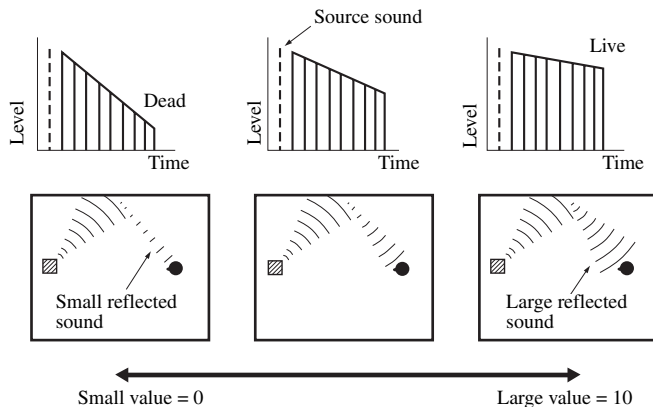 Source sound
Level
Dead
Time
Level
Time
Live
Level
Time
Small reflected
sound
Large reflected
sound
Small value = 0
Large value = 10